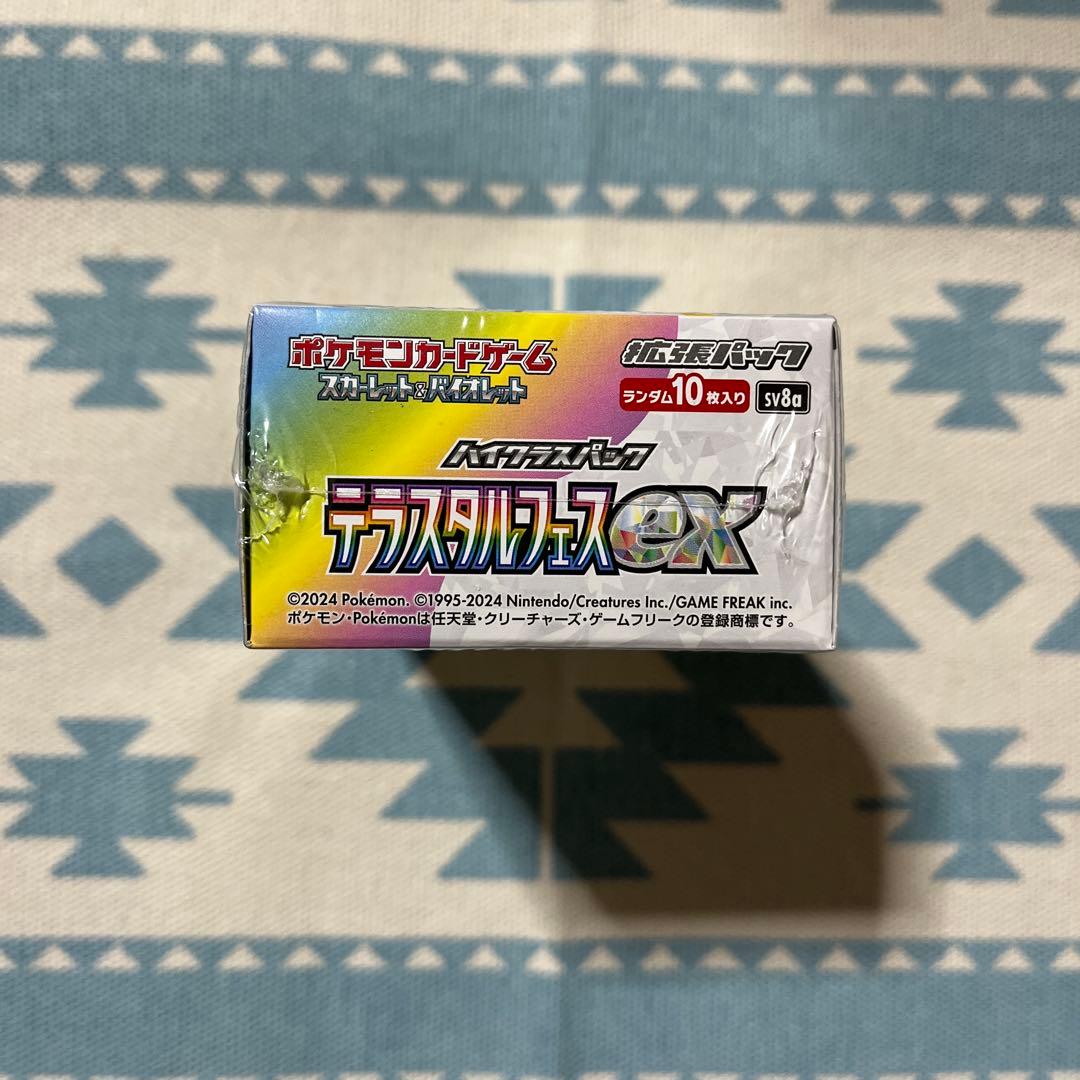 ポケモンカードゲーム™
スカーレット&バイオレット
拡張パック
ランダム10枚入り sv8a
ハイクラスパック
テラスタルフェスex
©2024 Pokémon. ©1995-2024 Nintendo/Creatures Inc./GAME FREAK inc.
ポケモン・Pokémonは任天堂・クリーチャーズ・ゲームフリークの登録商標です。